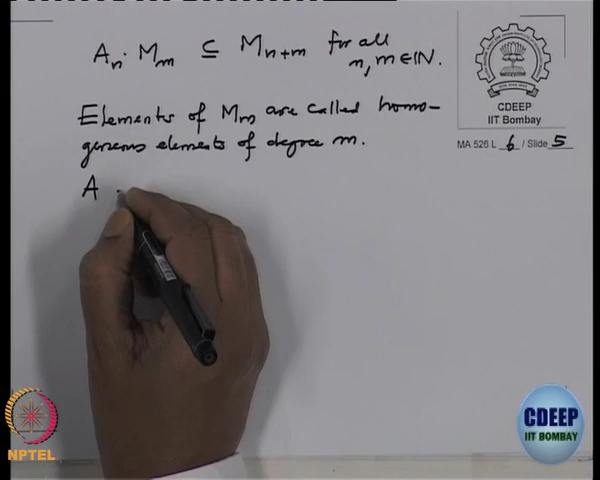 Aₙ · Mₘ ⊆ Mₙ₊ₘ for all
n, m ∈ ℕ.
Elements of Mₘ are called homo-
geneous elements of degree m.
A
CDEEP
IIT Bombay
MA 526 L 6 / Slide 5
NPTEL
CDEEP
IIT BOMBAY